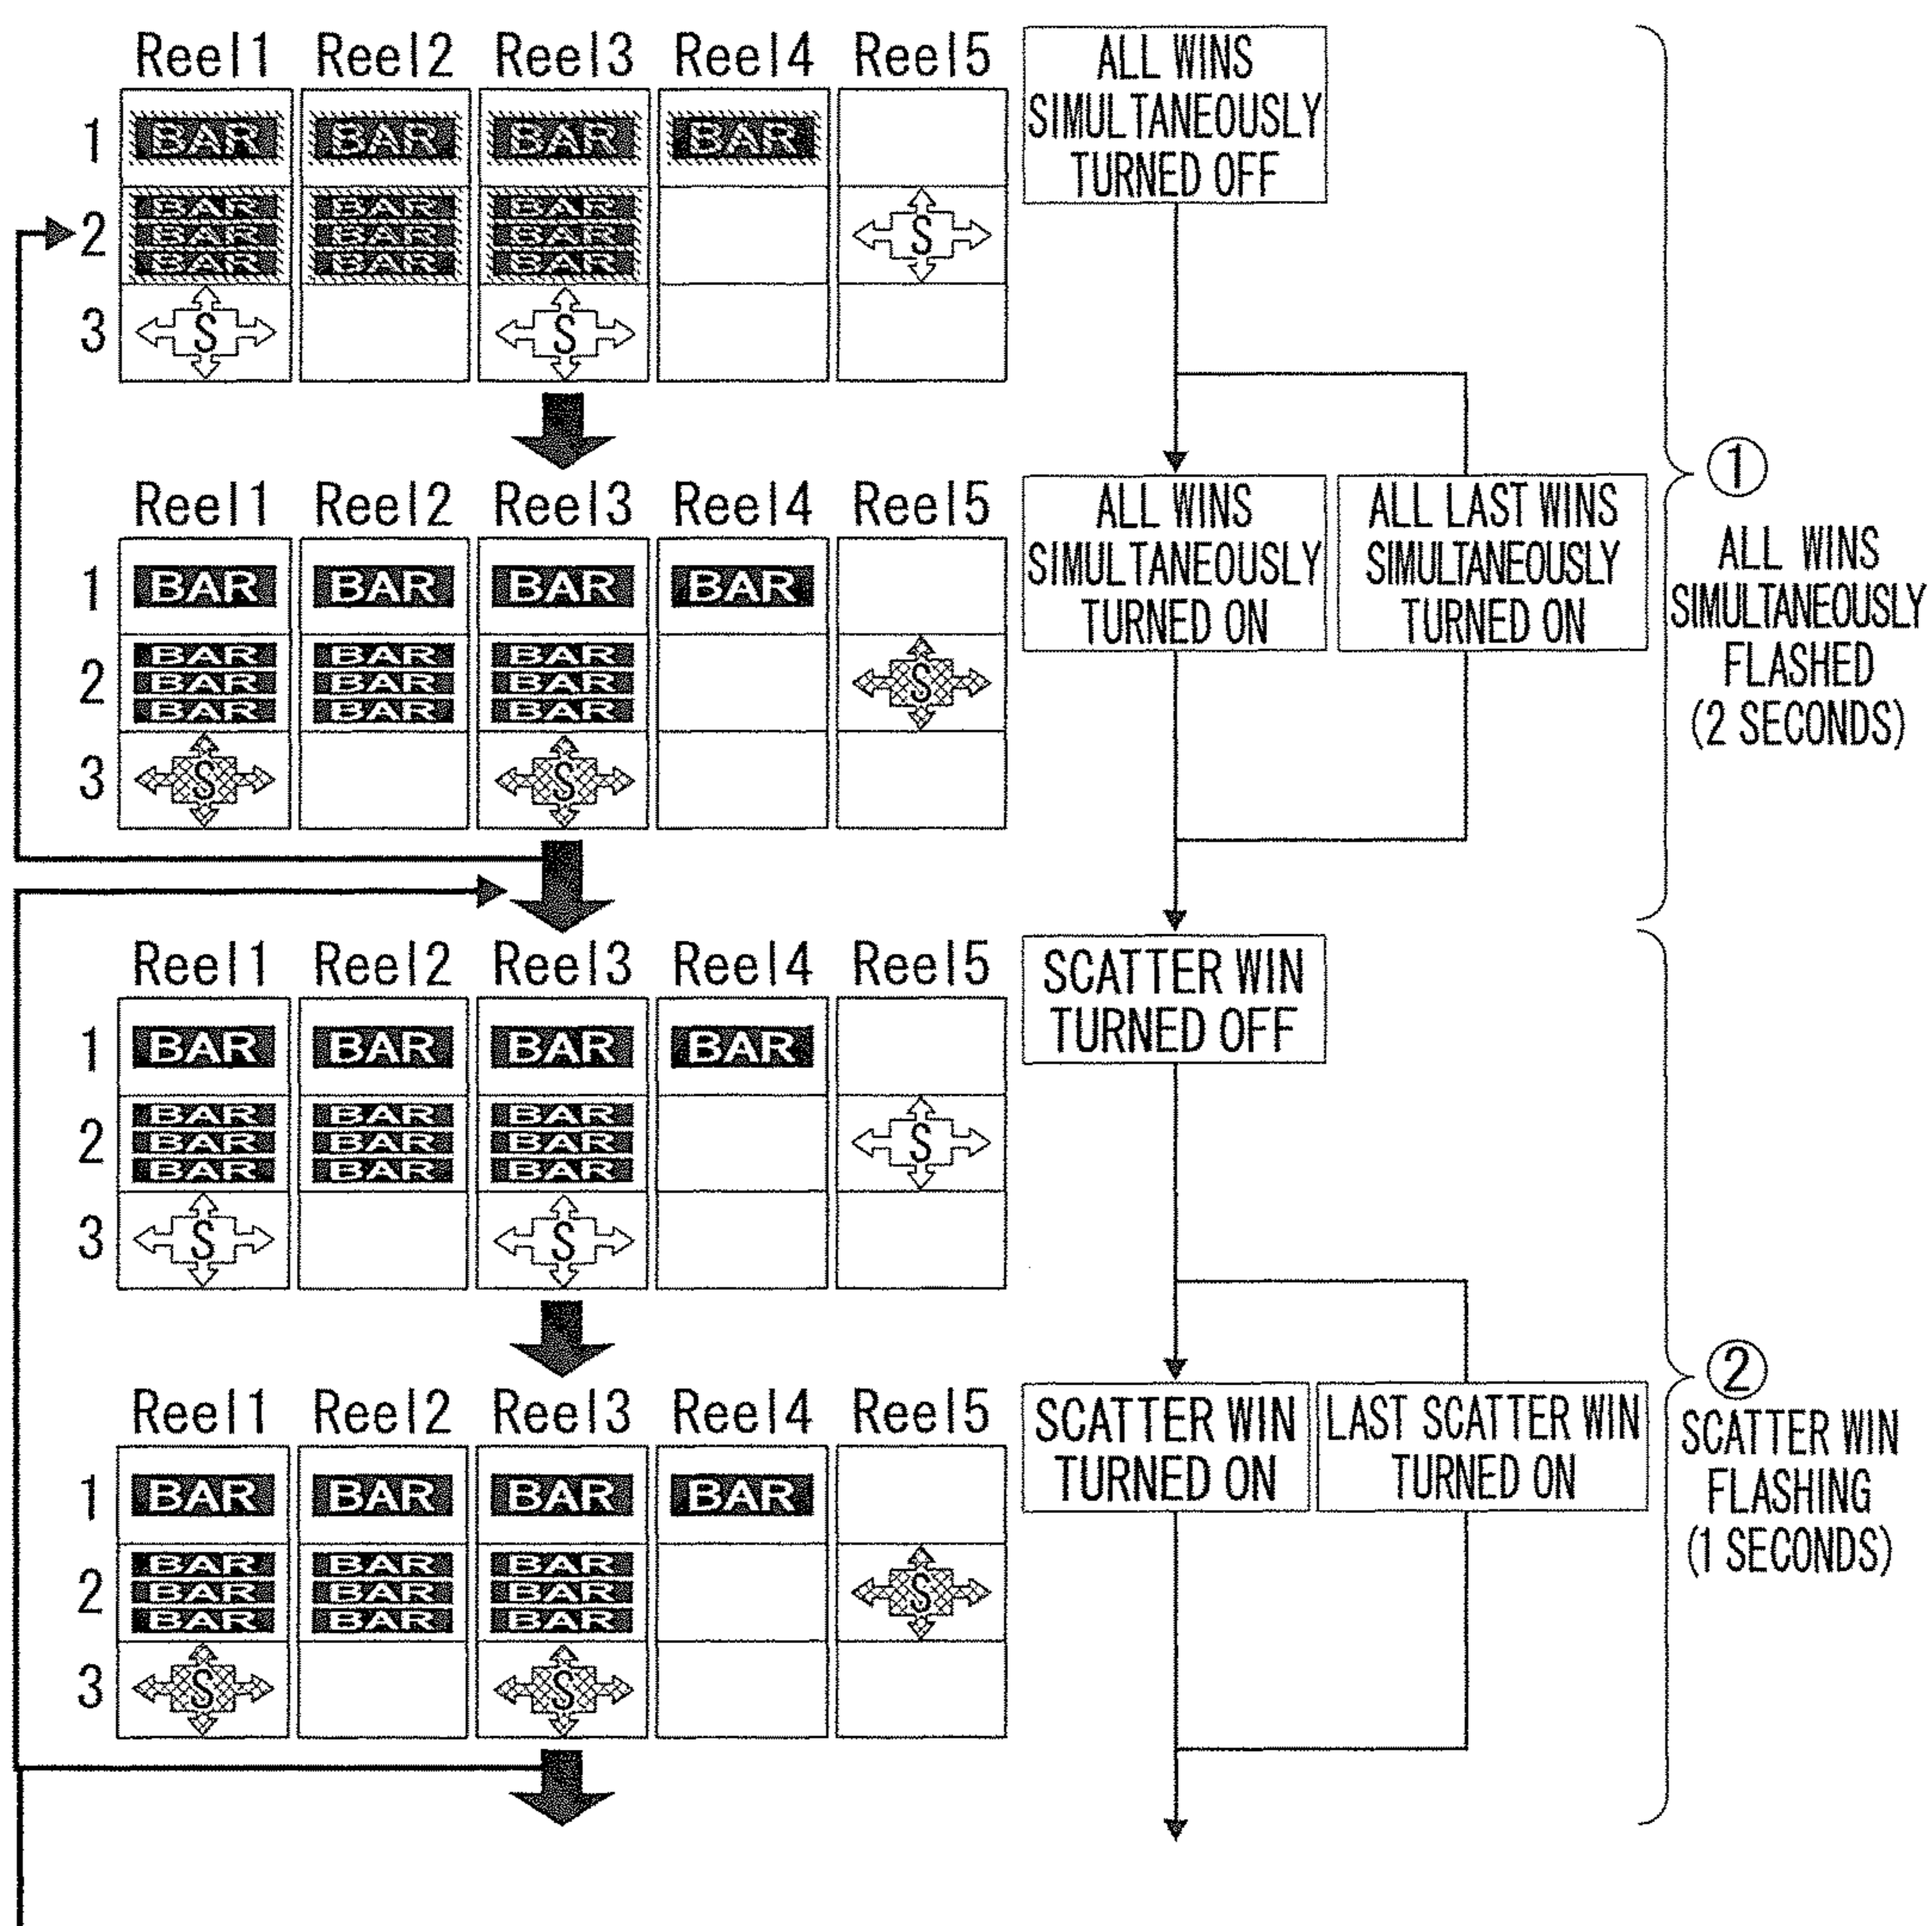 Reel1 Reel2 Reel3 Reel4 Reel5
1 BAR BAR BAR BAR
2 BAR BAR BAR
BAR BAR BAR
BAR BAR BAR
S
3 S S
ALL WINS
SIMULTANEOUSLY
TURNED OFF
Reel1 Reel2 Reel3 Reel4 Reel5
1 BAR BAR BAR BAR
2 BAR BAR BAR
BAR BAR BAR
BAR BAR BAR
S
3 S S
ALL WINS
SIMULTANEOUSLY
TURNED ON
ALL LAST WINS
SIMULTANEOUSLY
TURNED ON
①
ALL WINS
SIMULTANEOUSLY
FLASHED
(2 SECONDS)
Reel1 Reel2 Reel3 Reel4 Reel5
1 BAR BAR BAR BAR
2 BAR BAR BAR
BAR BAR BAR
BAR BAR BAR
S
3 S S
SCATTER WIN
TURNED OFF
Reel1 Reel2 Reel3 Reel4 Reel5
1 BAR BAR BAR BAR
2 BAR BAR BAR
BAR BAR BAR
BAR BAR BAR
S
3 S S
SCATTER WIN
TURNED ON
LAST SCATTER WIN
TURNED ON
②
SCATTER WIN
FLASHING
(1 SECONDS)